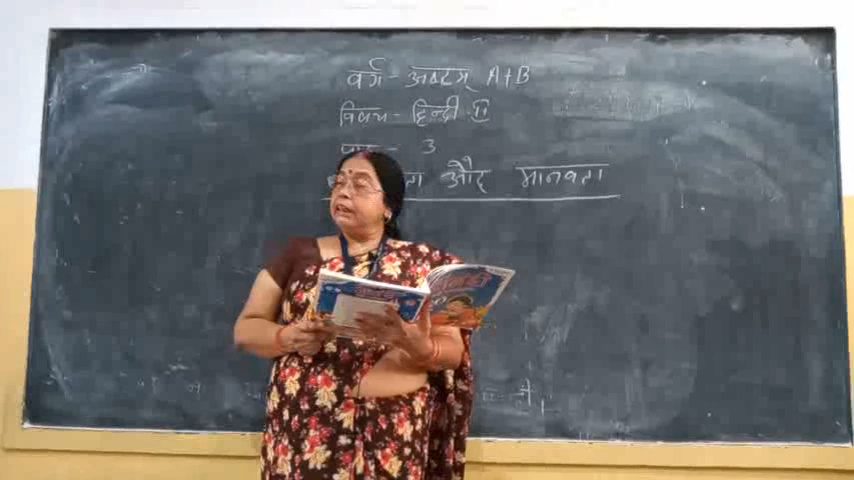 वर्ग - अष्टम् A+B
विषय - हिन्दी II
पाठ - 3
ता और मानवता